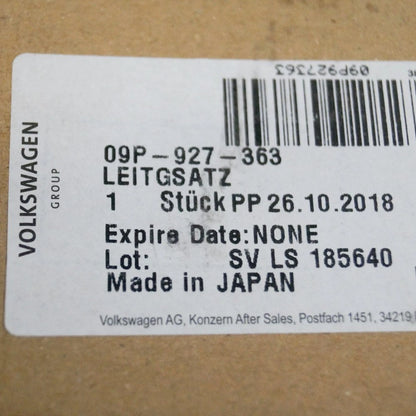 09P927363
VOLKSWAGEN
GROUP
09P-927-363
LEITGSATZ
1 Stück PP 26.10.2018
Expire Date:NONE
Lot: SV LS 185640
Made in JAPAN
Volkswagen AG, Konzern After Sales, Postfach 1451, 34219